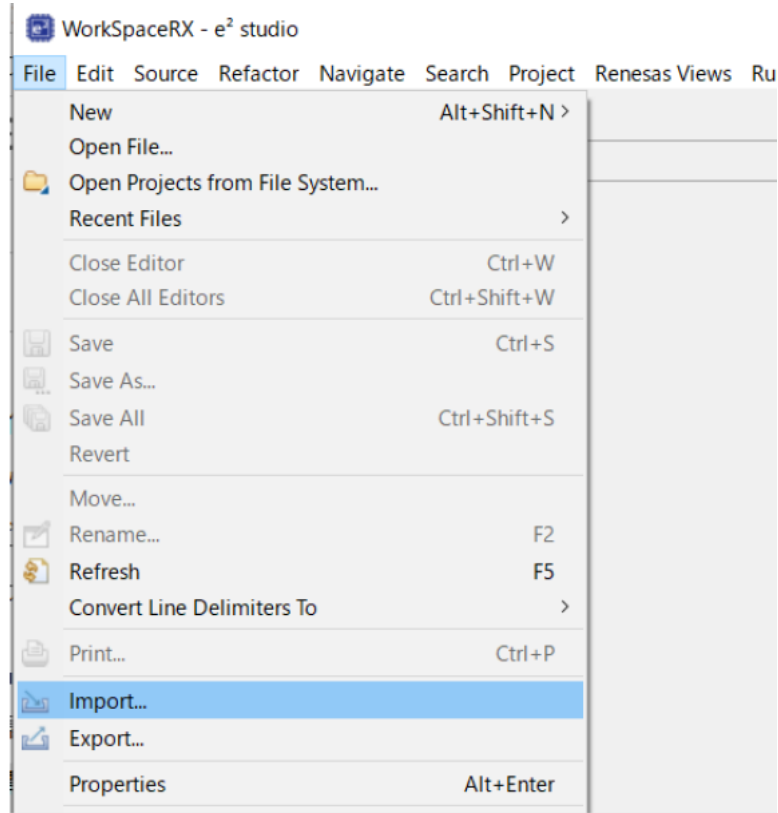 WorkSpaceRX - e² studio
File Edit Source Refactor Navigate Search Project Renesas Views Ru
New Alt+Shift+N >
Open File...
Open Projects from File System...
Recent Files >
Close Editor Ctrl+W
Close All Editors Ctrl+Shift+W
Save Ctrl+S
Save As...
Save All Ctrl+Shift+S
Revert
Move...
Rename... F2
Refresh F5
Convert Line Delimiters To >
Print... Ctrl+P
Import...
Export...
Properties Alt+Enter